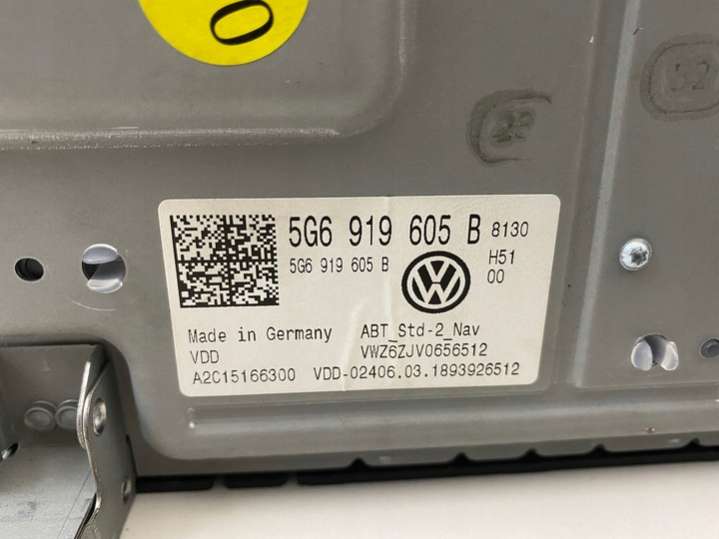 0
5G6 919 605 B 8130
5G6 919 605 B
H51
00
Made in Germany ABT_Std-2_Nav
VDD VWZ6ZJV0656512
A2C15166300 VDD-02406.03.1893926512